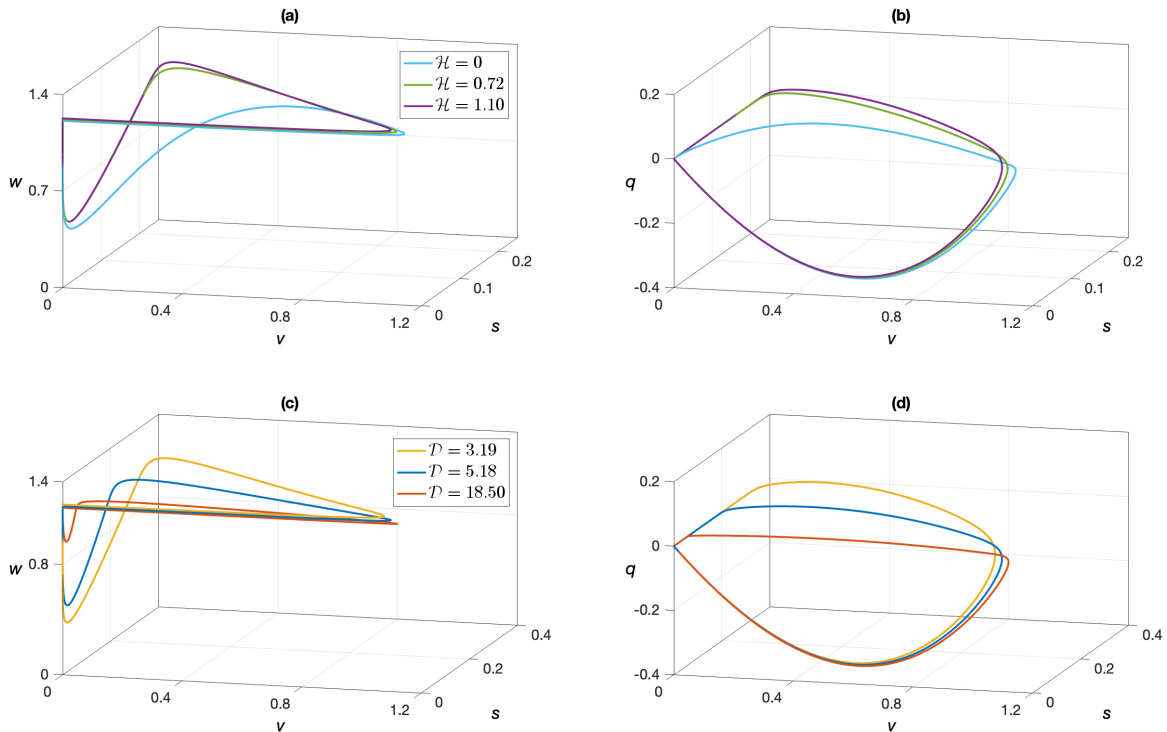 (a)
(b)
ℋ = 0
ℋ = 0.72
ℋ = 1.10
1.4
0.7
0
w
0
0.4
0.8
1.2
v
0
0.1
0.2
s
0.2
0
-0.2
-0.4
q
0
0.4
0.8
1.2
v
0
0.1
0.2
s
(c)
(d)
𝒟 = 3.19
𝒟 = 5.18
𝒟 = 18.50
1.4
0.8
0
w
0
0.4
0.8
1.2
v
0
0.2
0.4
s
0.2
0
-0.2
-0.4
q
0
0.4
0.8
1.2
v
0
0.2
0.4
s